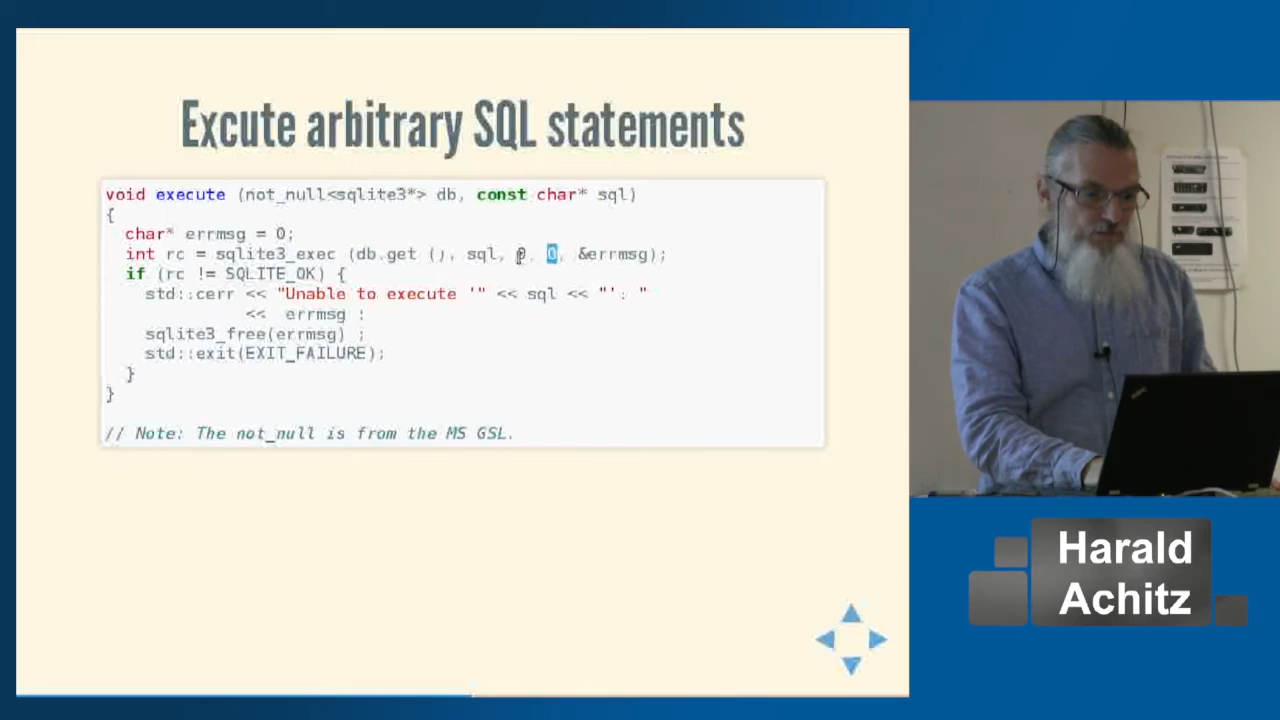 Excute arbitrary SQL statements
void execute (not_null<sqlite3*> db, const char* sql)
{
char* errmsg = 0;
int rc = sqlite3_exec (db.get (), sql, 0, 0, &errmsg);
if (rc != SQLITE_OK) {
std::cerr << "Unable to execute '" << sql << "': "
<< errmsg ;
sqlite3_free(errmsg) ;
std::exit(EXIT_FAILURE);
}
}
// Note: The not_null is from the MS GSL.
Harald
Achitz